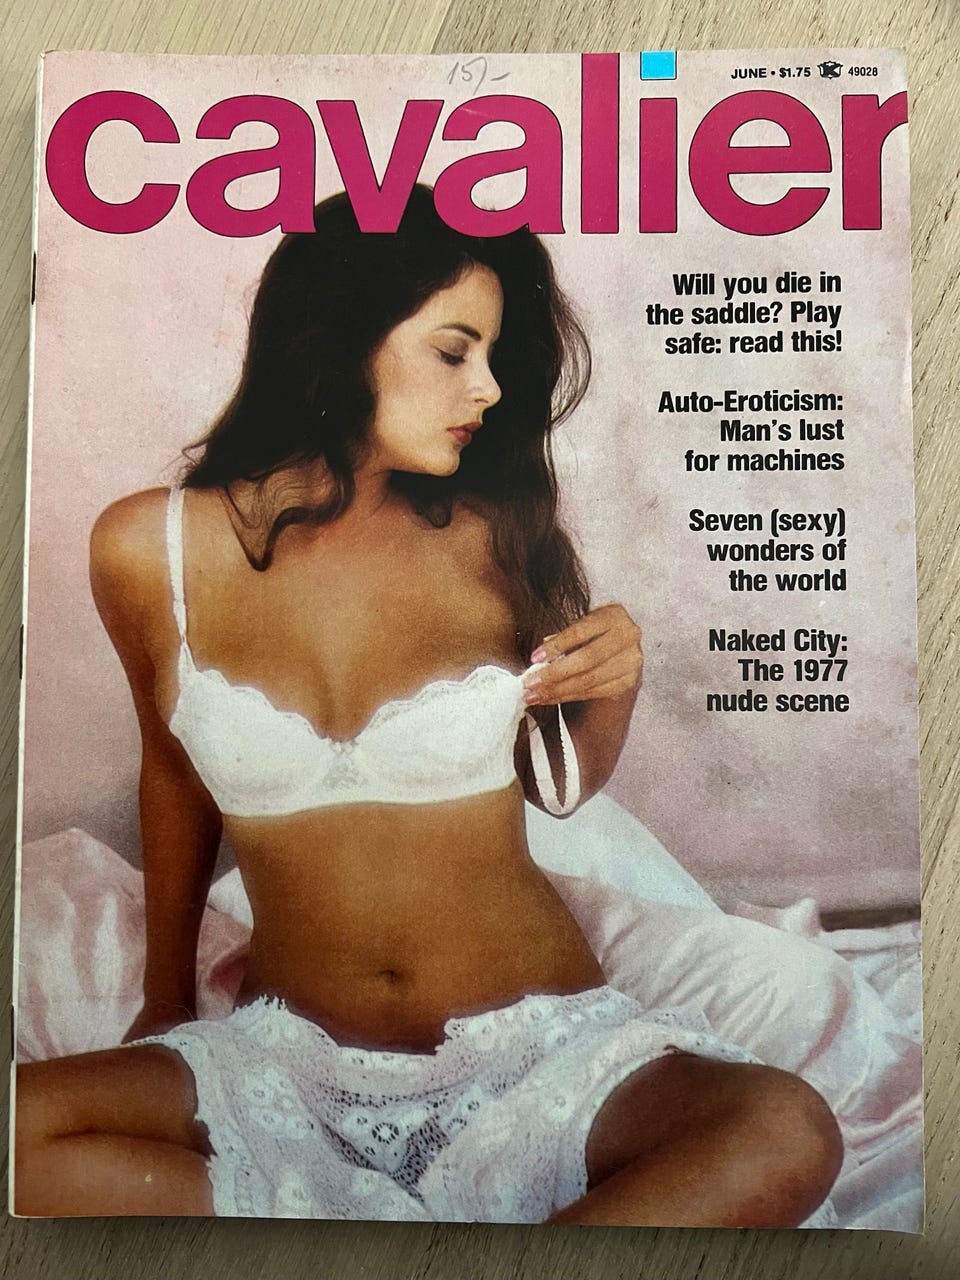 15/-
JUNE • $1.75 K 49028
cavalier
Will you die in
the saddle? Play
safe: read this!
Auto-Eroticism:
Man's lust
for machines
Seven (sexy)
wonders of
the world
Naked City:
The 1977
nude scene